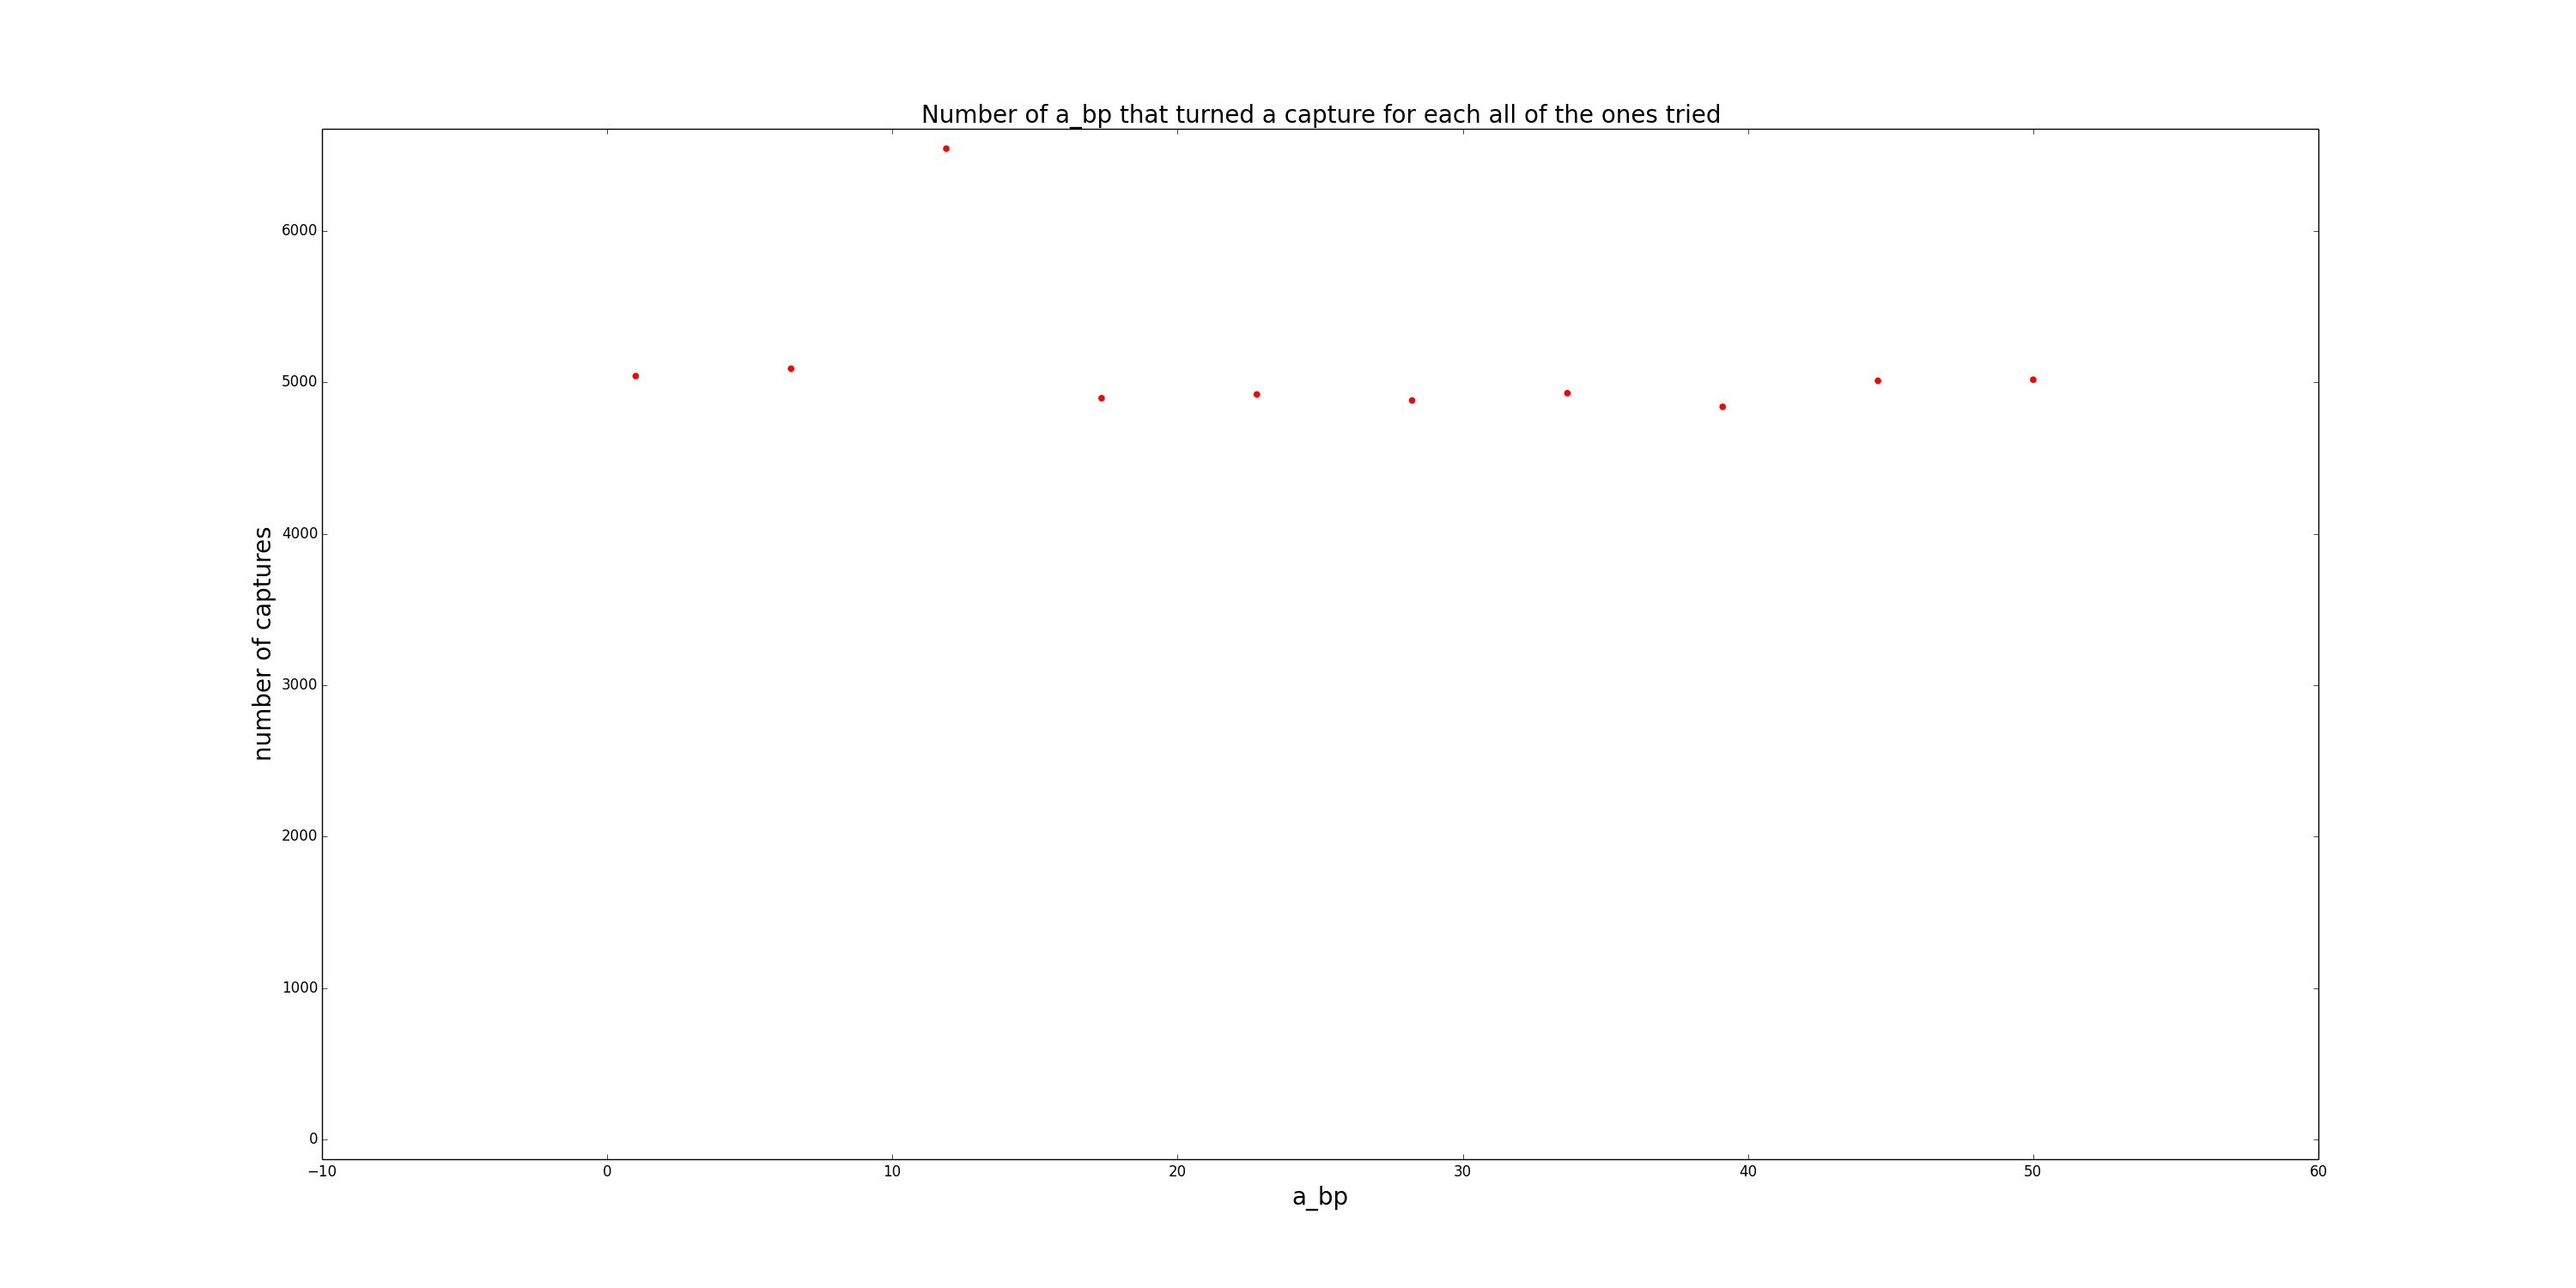 Number of a_bp that turned a capture for each all of the ones tried
6000
5000
4000
3000
2000
1000
0
number of captures
−10 0 10 20 30 40 50 60
a_bp